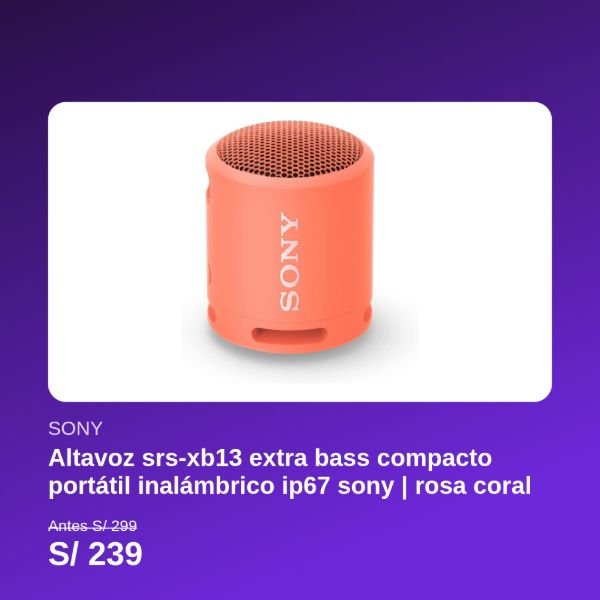 SONY
SONY
Altavoz srs-xb13 extra bass compacto
portátil inalámbrico ip67 sony | rosa coral
Antes S/ 299
S/ 239